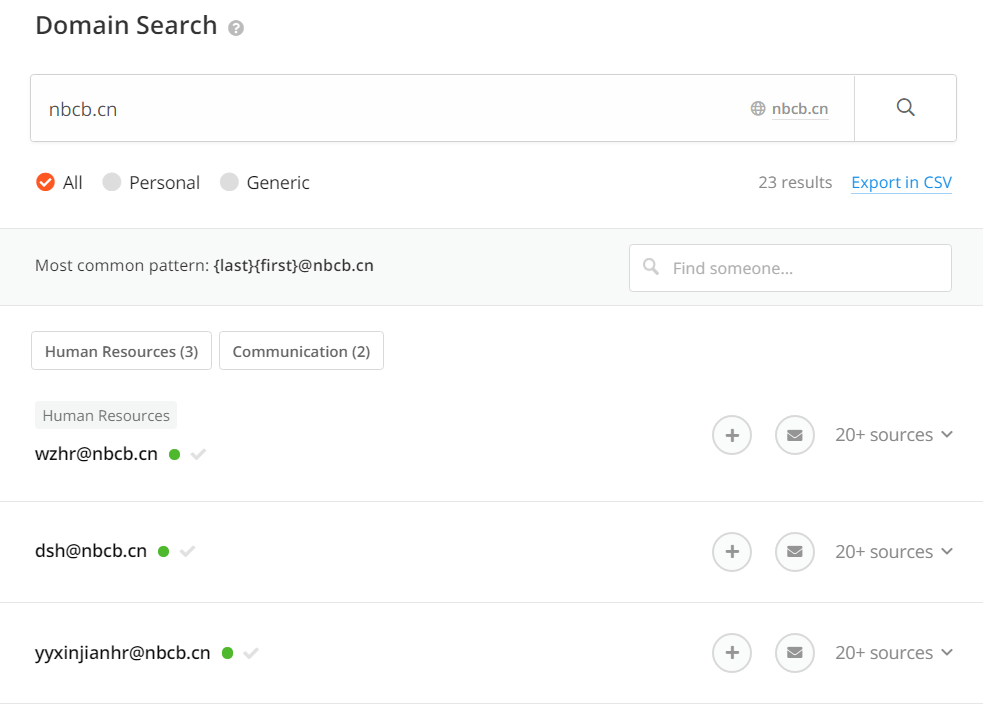 Domain Search ?
nbcb.cn nbcb.cn
All Personal Generic 23 results Export in CSV
Most common pattern: {last}{first}@nbcb.cn Find someone...
Human Resources (3) Communication (2)
Human Resources
wzhr@nbcb.cn 20+ sources
dsh@nbcb.cn 20+ sources
yyxinjianhr@nbcb.cn 20+ sources